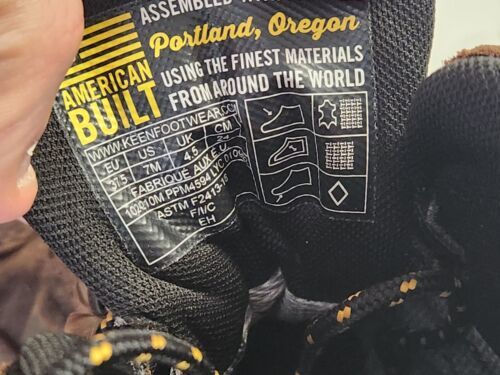 ASSEMBLED
Portland, Oregon
AMERICAN
BUILT
USING THE FINEST MATERIALS
FROM AROUND THE WORLD
WWW.KEENFOOTWEAR.COM
EU US UK CM
37.5 7M 4.5
FABRIQUE AUX E.U.
ASTM F2413-18
F/I/C
EH